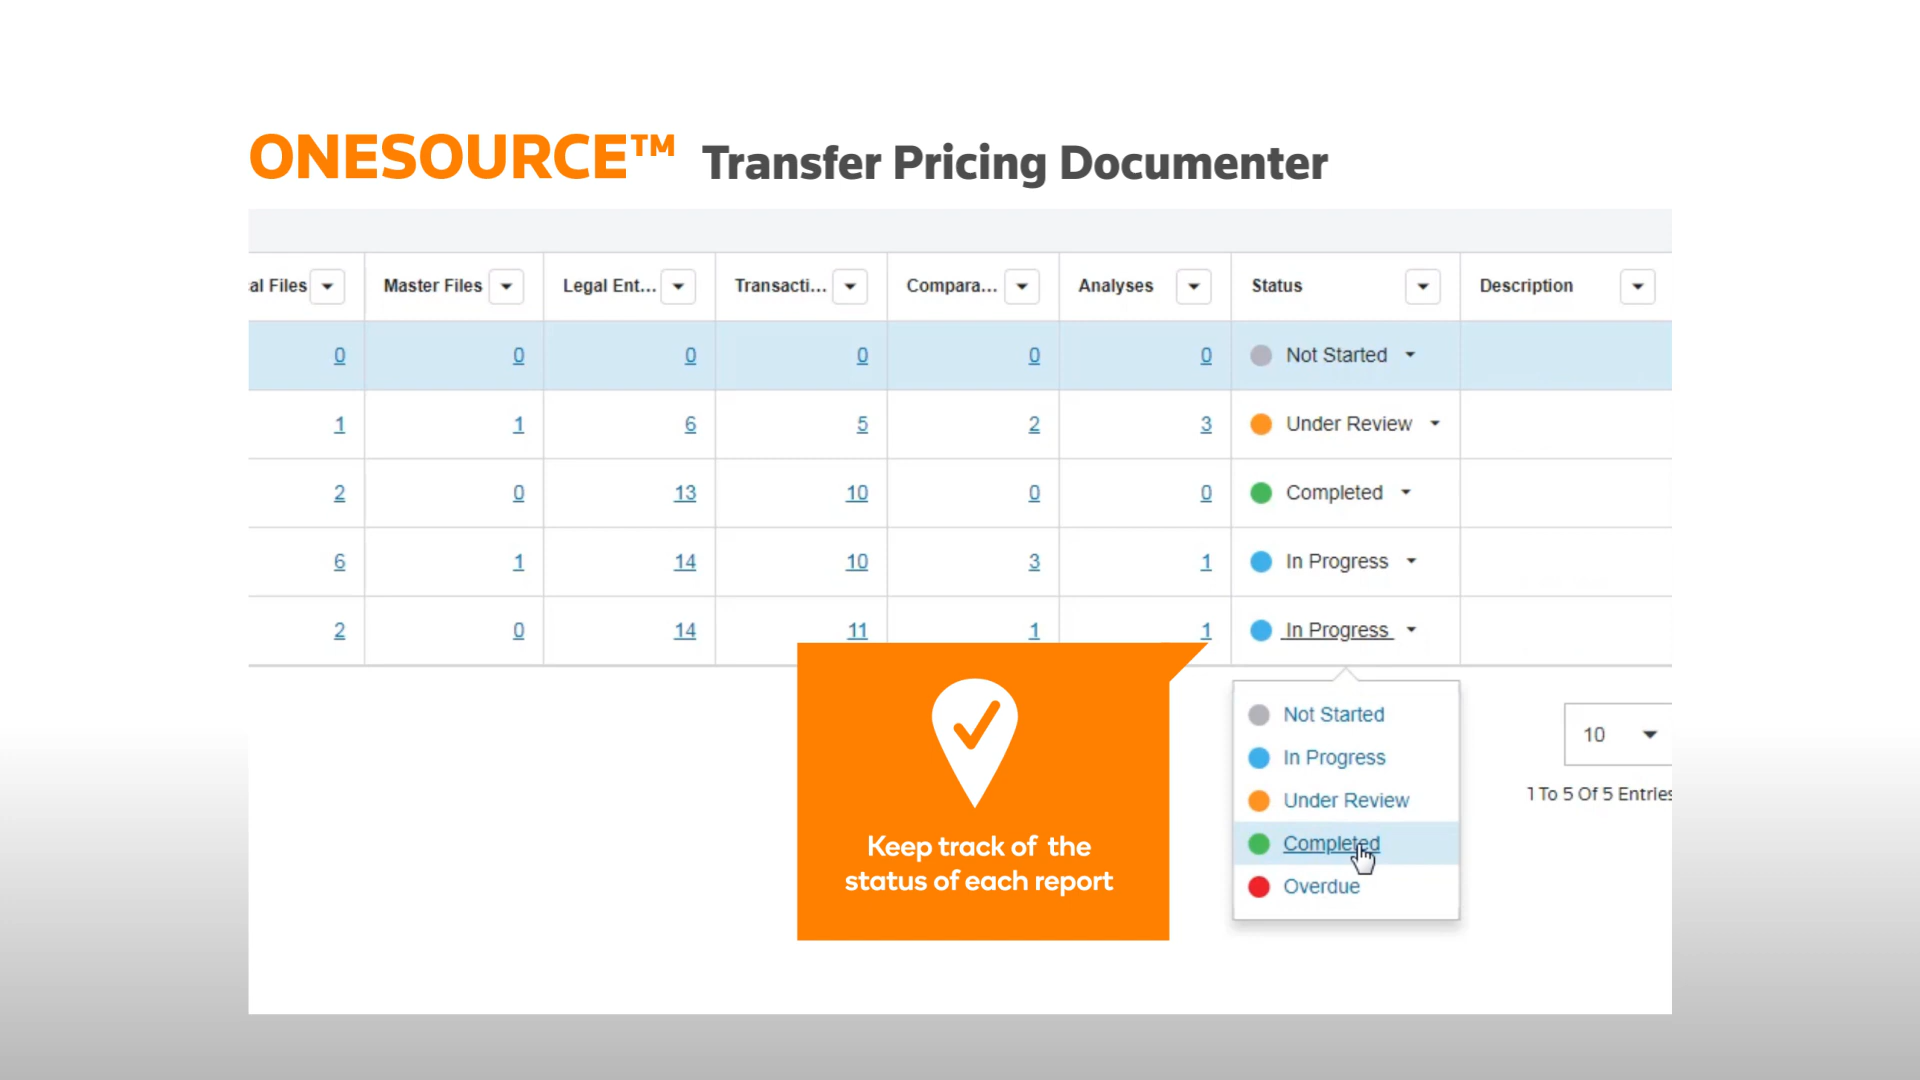 ONESOURCE™ Transfer Pricing Documenter
al Files Master Files Legal Ent... Transacti... Compara... Analyses Status Description
0 0 0 0 0 0 Not Started
1 1 6 5 2 3 Under Review
2 0 13 10 0 0 Completed
6 1 14 10 3 1 In Progress
2 0 14 11 1 1 In Progress
Not Started
In Progress
Under Review
Completed
Overdue
10
1 To 5 Of 5 Entries
Keep track of the
status of each report